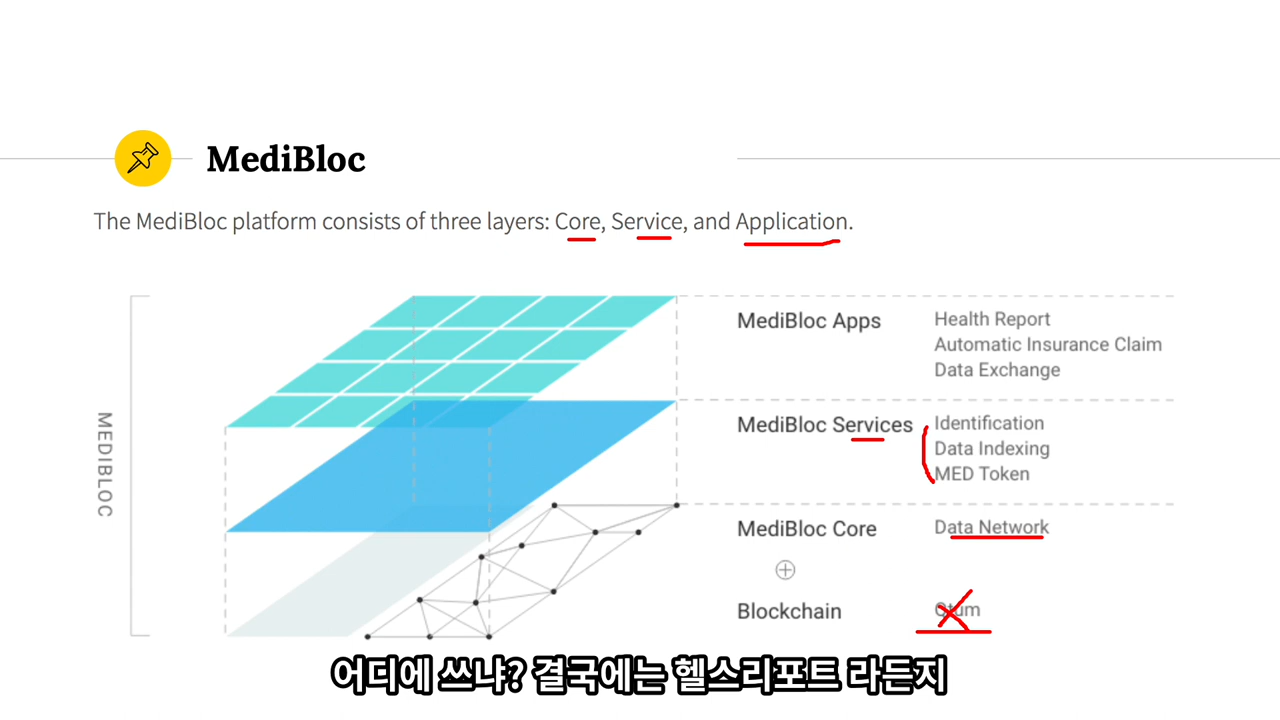 MediBloc
The MediBloc platform consists of three layers: Core, Service, and Application.
MEDIBLOC
MediBloc Apps
Health Report
Automatic Insurance Claim
Data Exchange
MediBloc Services
Identification
Data Indexing
MED Token
MediBloc Core
Data Network
Blockchain
Qtum
어디에 쓰냐? 결국에는 헬스리포트 라든지